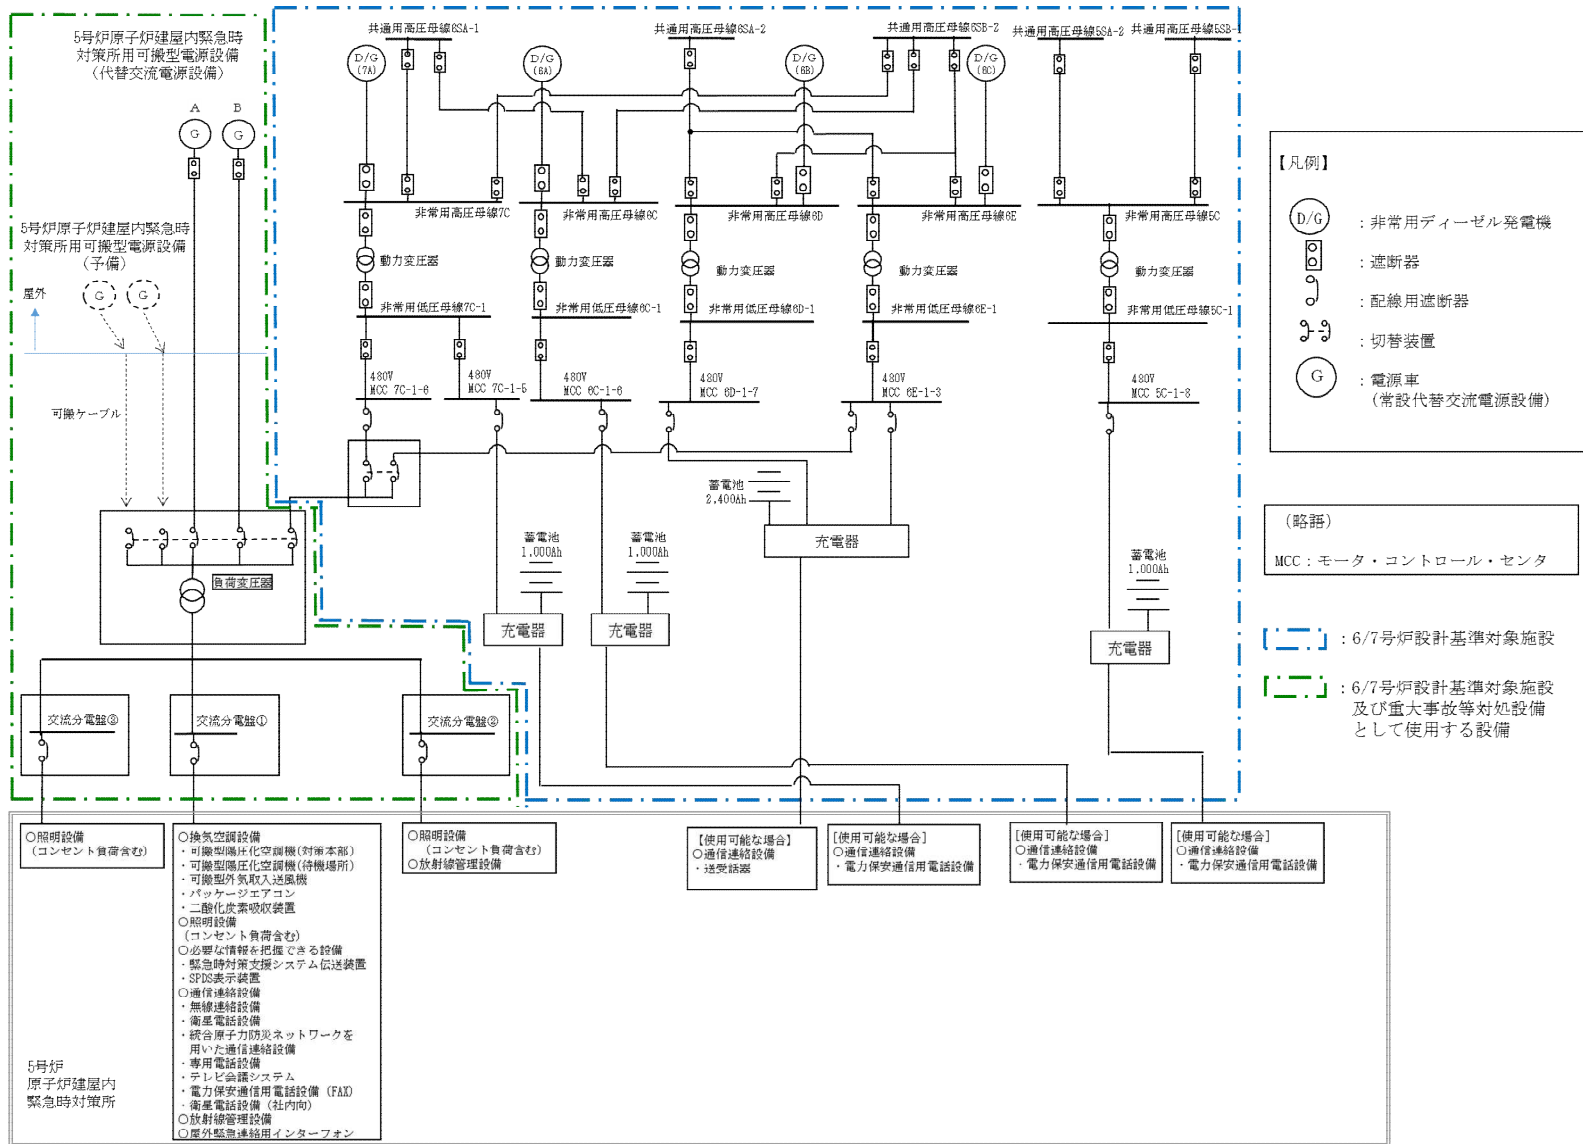 5号炉原子炉建屋内緊急時
対策所用可搬型電源設備
（代替交流電源設備）
A
B
G
G
5号炉原子炉建屋内緊急時
対策所用可搬型電源設備
（予備）
屋外
G
G
可搬ケーブル
負荷変圧器
交流分電盤③
交流分電盤①
交流分電盤②
共通用高圧母線6SA-1
共通用高圧母線6SA-2
共通用高圧母線6SB-2
共通用高圧母線5SA-2
共通用高圧母線5SB-1
D/G
(7A)
D/G
(6A)
D/G
(6B)
D/G
(6C)
非常用高圧母線7C
非常用高圧母線6C
非常用高圧母線6D
非常用高圧母線6E
非常用高圧母線5C
動力変圧器
動力変圧器
動力変圧器
動力変圧器
動力変圧器
非常用低圧母線7C-1
非常用低圧母線6C-1
非常用低圧母線6D-1
非常用低圧母線6E-1
非常用低圧母線5C-1
480V
MCC 7C-1-6
480V
MCC 7C-1-5
480V
MCC 6C-1-6
480V
MCC 6D-1-7
480V
MCC 6E-1-3
480V
MCC 5C-1-8
蓄電池
2,400Ah
充電器
蓄電池
1,000Ah
充電器
蓄電池
1,000Ah
充電器
蓄電池
1,000Ah
充電器
【凡例】
D/G
：非常用ディーゼル発電機
：遮断器
：配線用遮断器
：切替装置
G
：電源車
（常設代替交流電源設備）
（略語）
MCC：モータ・コントロール・センタ
：6/7号炉設計基準対象施設
：6/7号炉設計基準対象施設
及び重大事故等対処設備
として使用する設備
○照明設備
（コンセント負荷含む）
○換気空調設備
・可搬型陽圧化空調機(対策本部)
・可搬型陽圧化空調機(待機場所)
・可搬型外気取入送風機
・パッケージエアコン
・二酸化炭素吸収装置
○照明設備
（コンセント負荷含む）
○必要な情報を把握できる設備
・緊急時対策支援システム伝送装置
・SPDS表示装置
○通信連絡設備
・無線連絡設備
・衛星電話設備
・統合原子力防災ネットワークを
用いた通信連絡設備
・専用電話設備
・テレビ会議システム
・電力保安通信用電話設備（FAX）
・衛星電話設備（社内向）
○放射線管理設備
○屋外緊急連絡用インターフォン
○照明設備
（コンセント負荷含む）
○放射線管理設備
【使用可能な場合】
○通信連絡設備
・送受話器
[使用可能な場合]
○通信連絡設備
・電力保安通信用電話設備
[使用可能な場合]
○通信連絡設備
・電力保安通信用電話設備
[使用可能な場合]
○通信連絡設備
・電力保安通信用電話設備
5号炉
原子炉建屋内
緊急時対策所